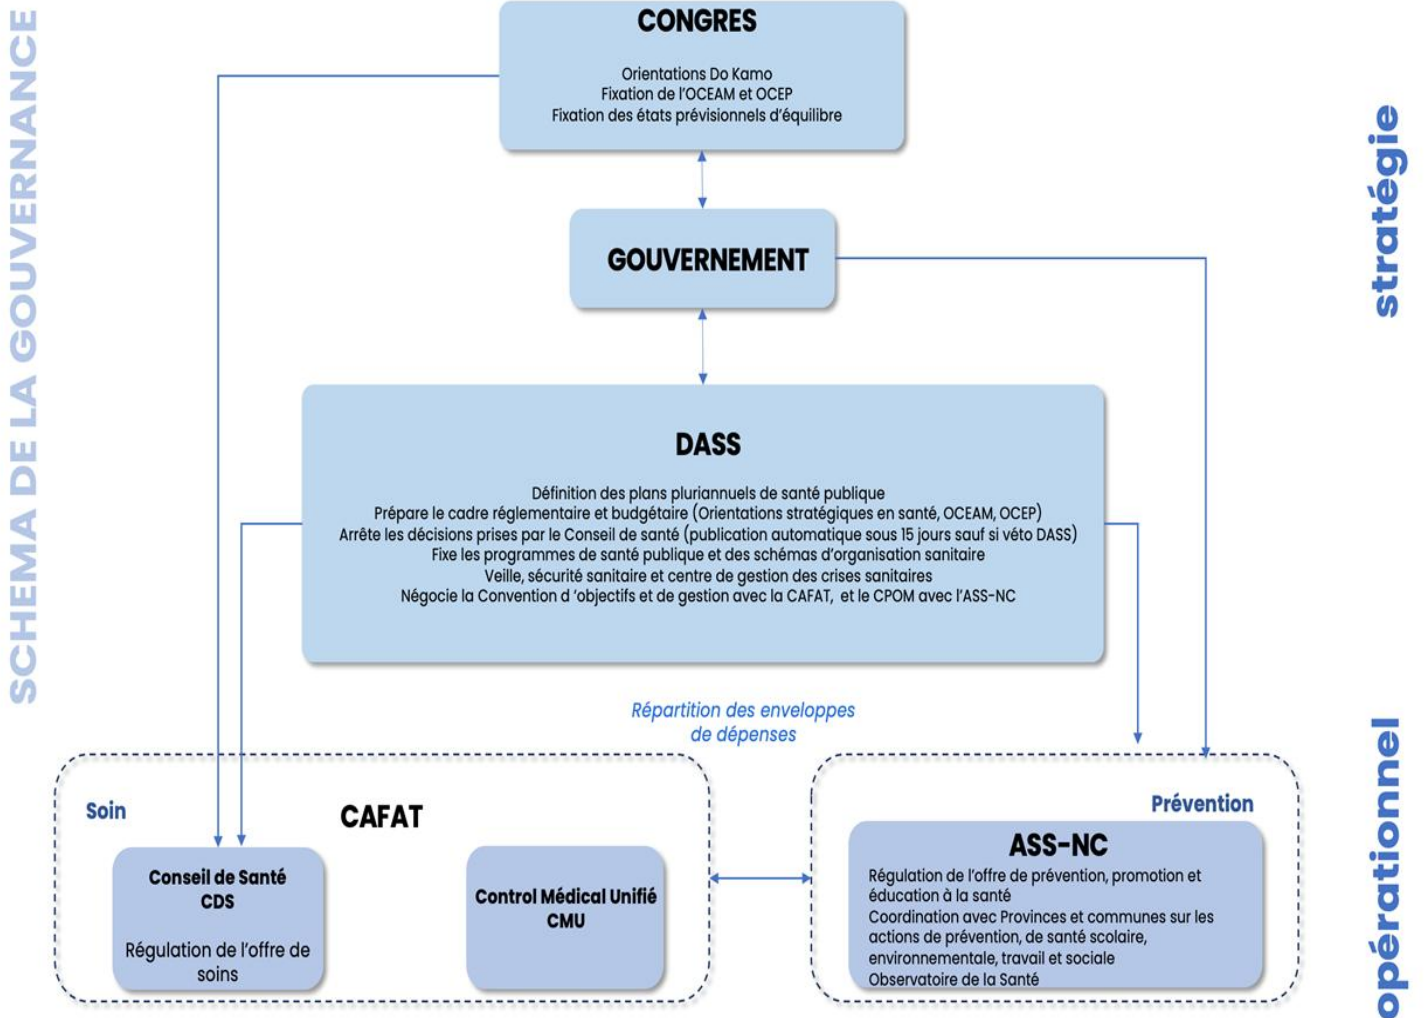 SCHEMA DE LA GOUVERNANCE
CONGRES
Orientations Do Kamo
Fixation de l'OCEAM et OCEP
Fixation des états prévisionnels d'équilibre
stratégie
GOUVERNEMENT
DASS
Définition des plans pluriannuels de santé publique
Prépare le cadre réglementaire et budgétaire (Orientations stratégiques en santé, OCEAM, OCEP)
Arrête les décisions prises par le Conseil de santé (publication automatique sous 15 jours sauf si véto DASS)
Fixe les programmes de santé publique et des schémas d'organisation sanitaire
Veille, sécurité sanitaire et centre de gestion des crises sanitaires
Négocie la Convention d 'objectifs et de gestion avec la CAFAT, et le CPOM avec l'ASS-NC
Répartition des enveloppes
de dépenses
opérationnel
Soin
CAFAT
Conseil de Santé
CDS
Régulation de l'offre de
soins
Control Médical Unifié
CMU
Prévention
ASS-NC
Régulation de l'offre de prévention, promotion et
éducation à la santé
Coordination avec Provinces et communes sur les
actions de prévention, de santé scolaire,
environnementale, travail et sociale
Observatoire de la Santé